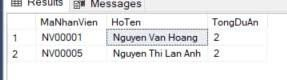 Results Messages
MaNhanVien HoTen TongDuAn
1 NV00001 Nguyen Van Hoang 2
2 NV00005 Nguyen Thi Lan Anh 2